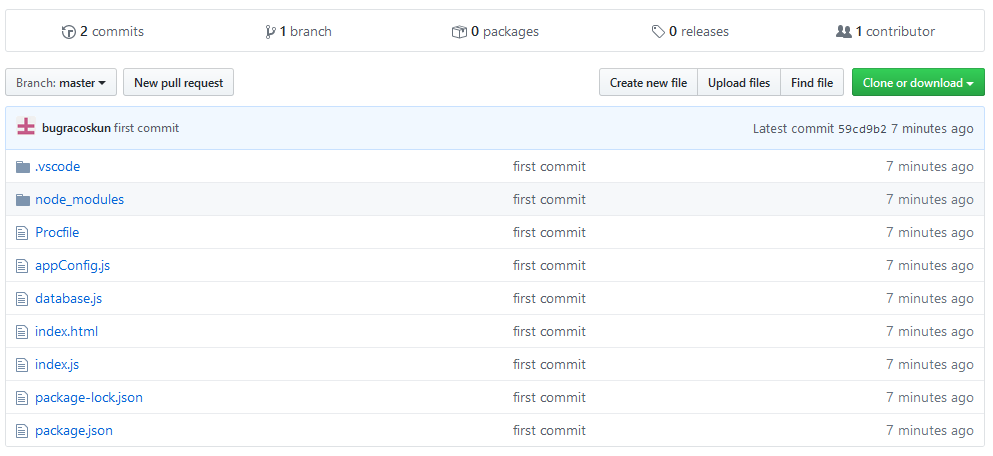 2 commits 1 branch 0 packages 0 releases 1 contributor
Branch: master New pull request Create new file Upload files Find file Clone or download
bugracoskun first commit Latest commit 59cd9b2 7 minutes ago
.vscode first commit 7 minutes ago
node_modules first commit 7 minutes ago
Procfile first commit 7 minutes ago
appConfig.js first commit 7 minutes ago
database.js first commit 7 minutes ago
index.html first commit 7 minutes ago
index.js first commit 7 minutes ago
package-lock.json first commit 7 minutes ago
package.json first commit 7 minutes ago